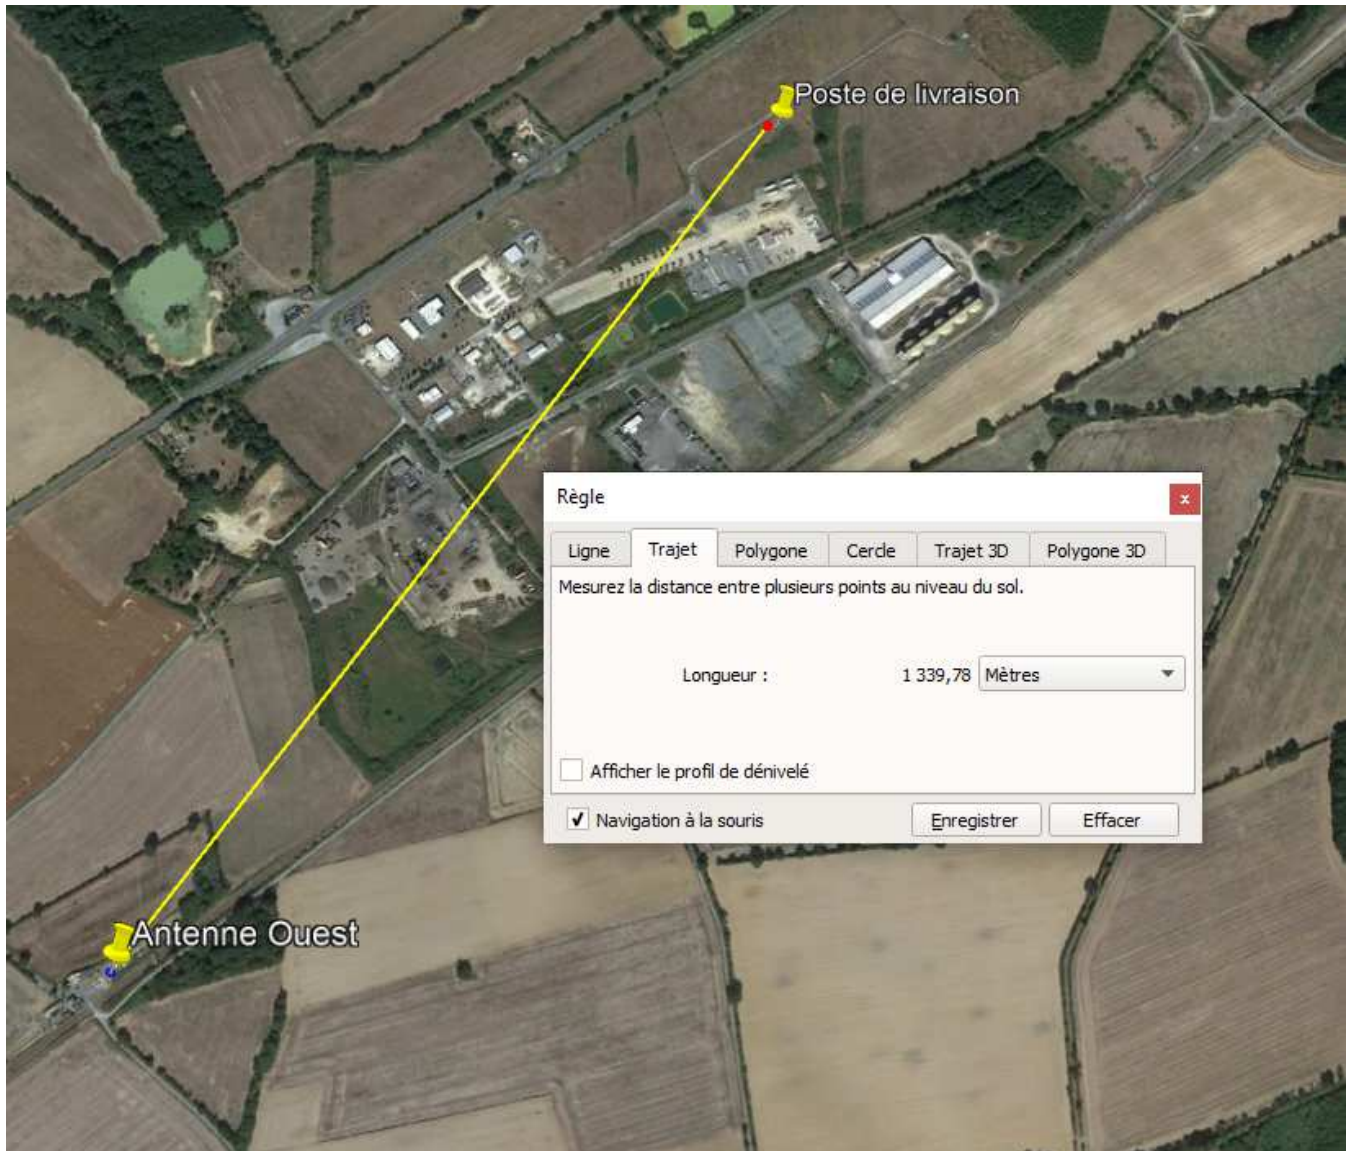 Poste de livraison
Règle
x
Ligne Trajet Polygone Cercle Trajet 3D Polygone 3D
Mesurez la distance entre plusieurs points au niveau du sol.
Longueur : 1 339,78 Mètres
Afficher le profil de dénivelé
Navigation à la souris Enregistrer Effacer
Antenne Ouest